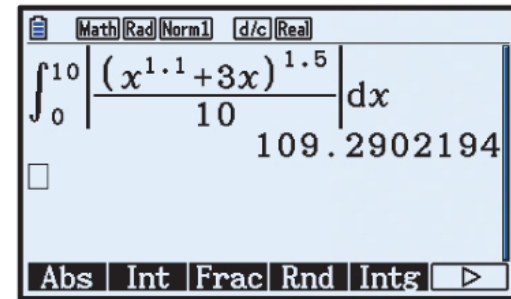 Math Rad Norm1 d/c Real
∫₀¹⁰ |(x^1.1+3x)^1.5 / 10| dx
109.2902194
Abs Int Frac Rnd Intg ▷